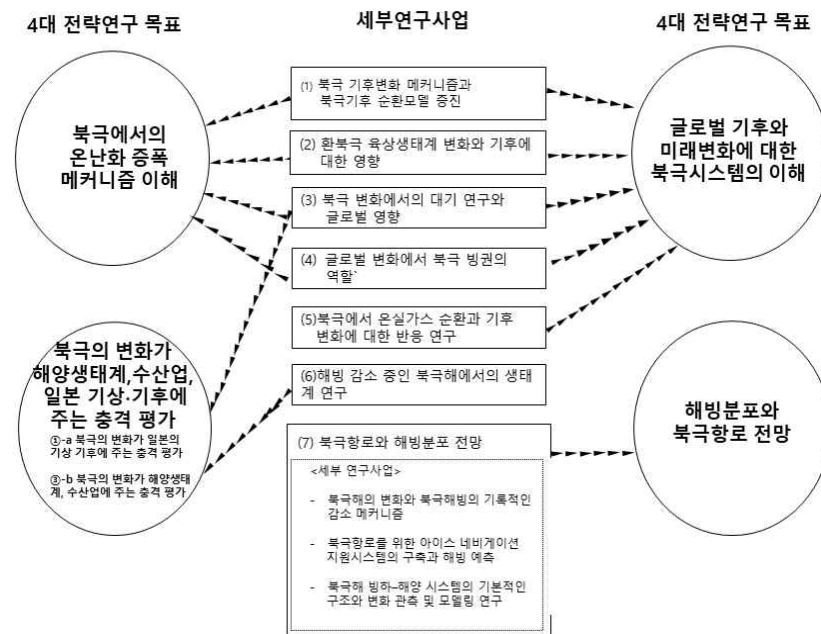 4대 전략연구 목표
세부연구사업
4대 전략연구 목표
북극에서의
온난화 증폭
메커니즘 이해
(1) 북극 기후변화 메커니즘과
북극기후 순환모델 증진
(2) 환북극 육상생태계 변화와 기후에
대한 영향
(3) 북극 변화에서의 대기 연구와
글로벌 영향
(4) 글로벌 변화에서 북극 빙권의
역할`
(5)북극에서 온실가스 순환과 기후
변화에 대한 반응 연구
(6)해빙 감소 중인 북극해에서의 생태
계 연구
(7) 북극항로와 해빙분포 전망
<세부 연구사업>
- 북극해의 변화와 북극해빙의 기록적인
감소 메커니즘
- 북극항로를 위한 아이스 네비게이션
지원시스템의 구축과 해빙 예측
- 북극해 빙하-해양 시스템의 기본적인
구조와 변화 관측 및 모델링 연구
글로벌 기후와
미래변화에 대한
북극시스템의 이해
북극의 변화가
해양생태계,수산업,
일본 기상·기후에
주는 충격 평가
③-a 북극의 변화가 일본의
기상 기후에 주는 충격 평가
③-b 북극의 변화가 해양생태
계, 수산업에 주는 충격 평가
해빙분포와
북극항로 전망